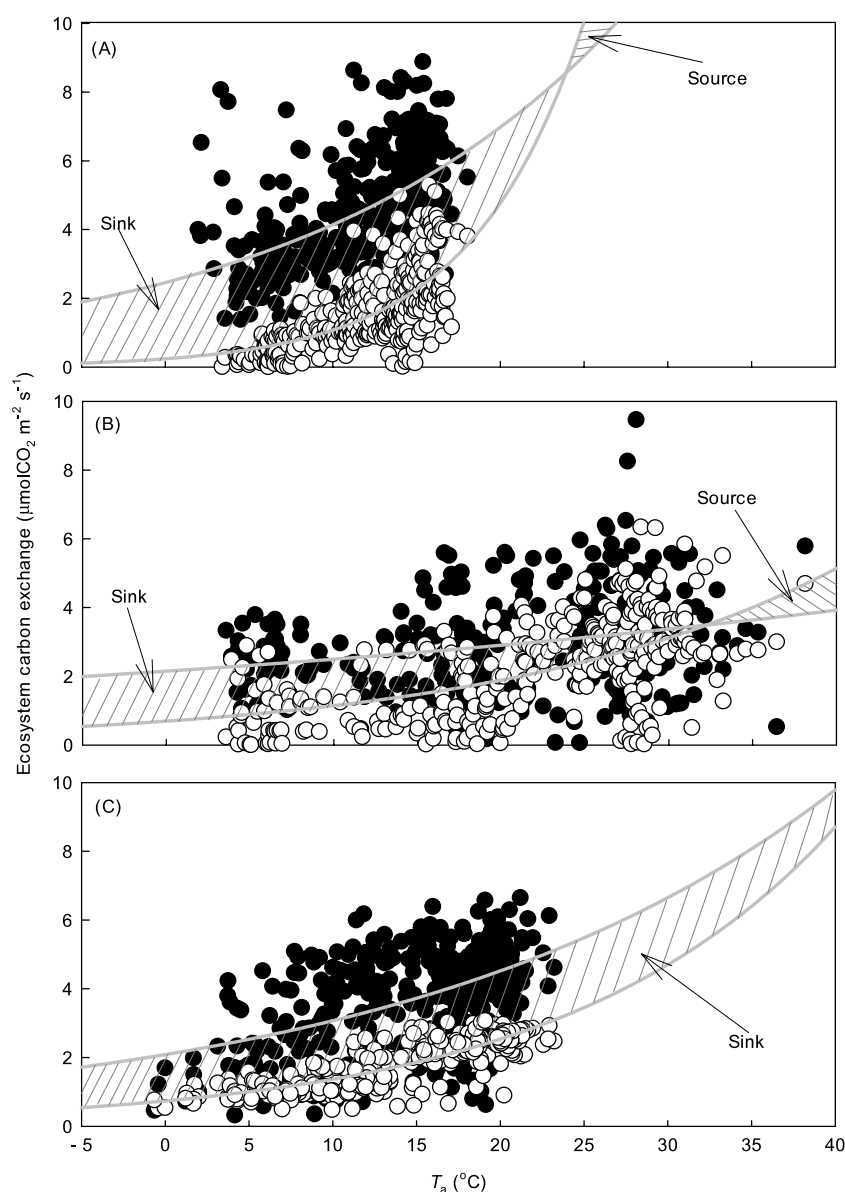 10
(A)
Source
8
6
Sink
4
2
0
Ecosystem carbon exchange (µmolCO₂ m⁻² s⁻¹)
10
(B)
8
Source
6
Sink
4
2
0
10
(C)
8
6
4
2
Sink
0
- 5 0 5 10 15 20 25 30 35 40
Tₐ (°C)